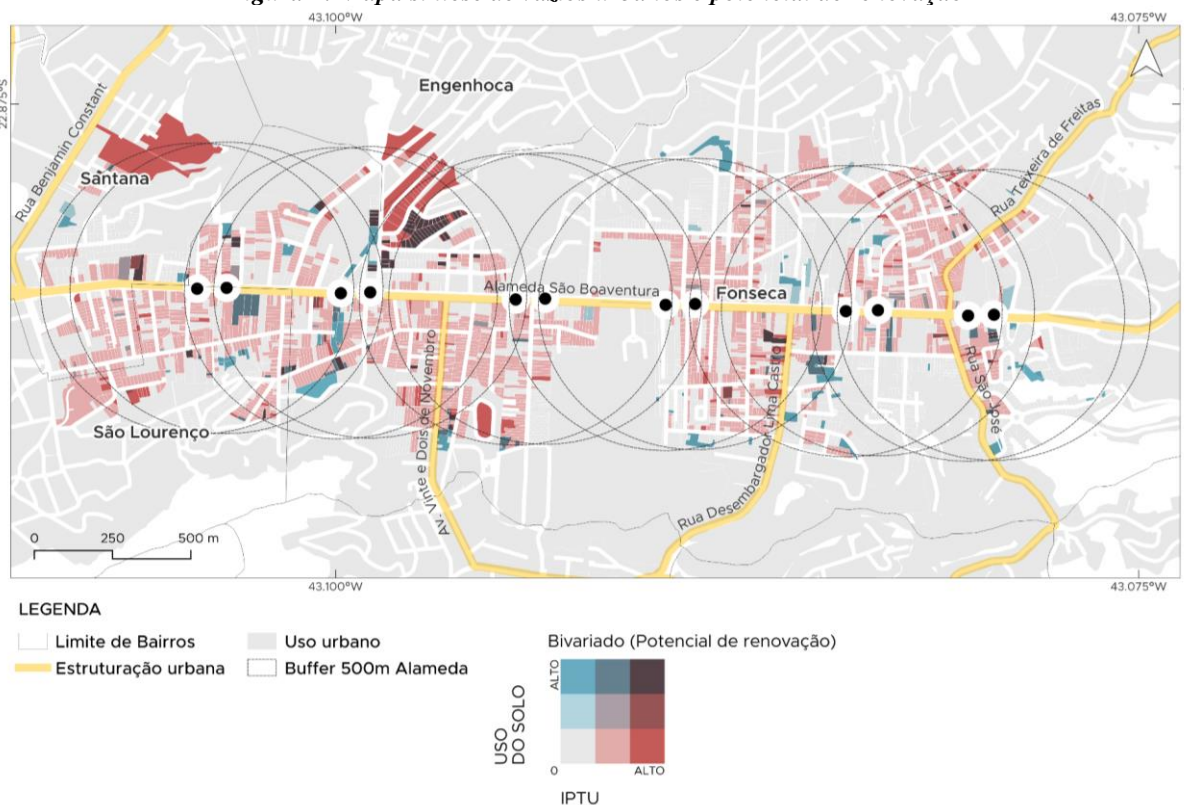 43.100°W
43.075°W
22.875°S
Engenhoca
Rua Benjamin Constant
Santana
Rua Teixeira de Freitas
Alameda São Boaventura
Fonseca
São Lourenço
Av. Vinte e Dois de Novembro
Rua Desembargador Lima Castro
Rua São José
0 250 500 m
43.100°W
43.075°W
LEGENDA
Limite de Bairros
Uso urbano
Estruturação urbana
Buffer 500m Alameda
Bivariado (Potencial de renovação)
ALTO
USO
DO SOLO
0 ALTO
IPTU